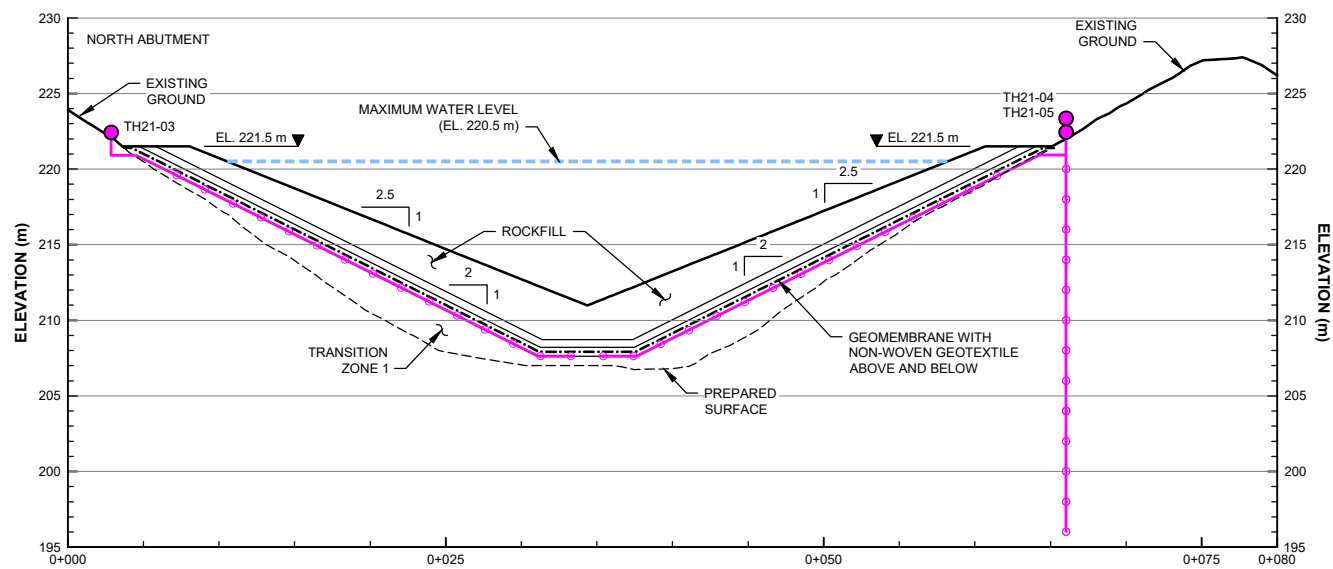 230
225
220
215
210
205
200
195
ELEVATION (m)
NORTH ABUTMENT
EXISTING
GROUND
TH21-03
EL. 221.5 m
MAXIMUM WATER LEVEL
(EL. 220.5 m)
EL. 221.5 m
TH21-04
TH21-05
EXISTING
GROUND
2.5
1
2.5
1
ROCKFILL
2
1
2
1
TRANSITION
ZONE 1
GEOMEMBRANE WITH
NON-WOVEN GEOTEXTILE
ABOVE AND BELOW
PREPARED
SURFACE
230
225
220
215
210
205
200
195
ELEVATION (m)
0+000
0+025
0+050
0+075
0+080